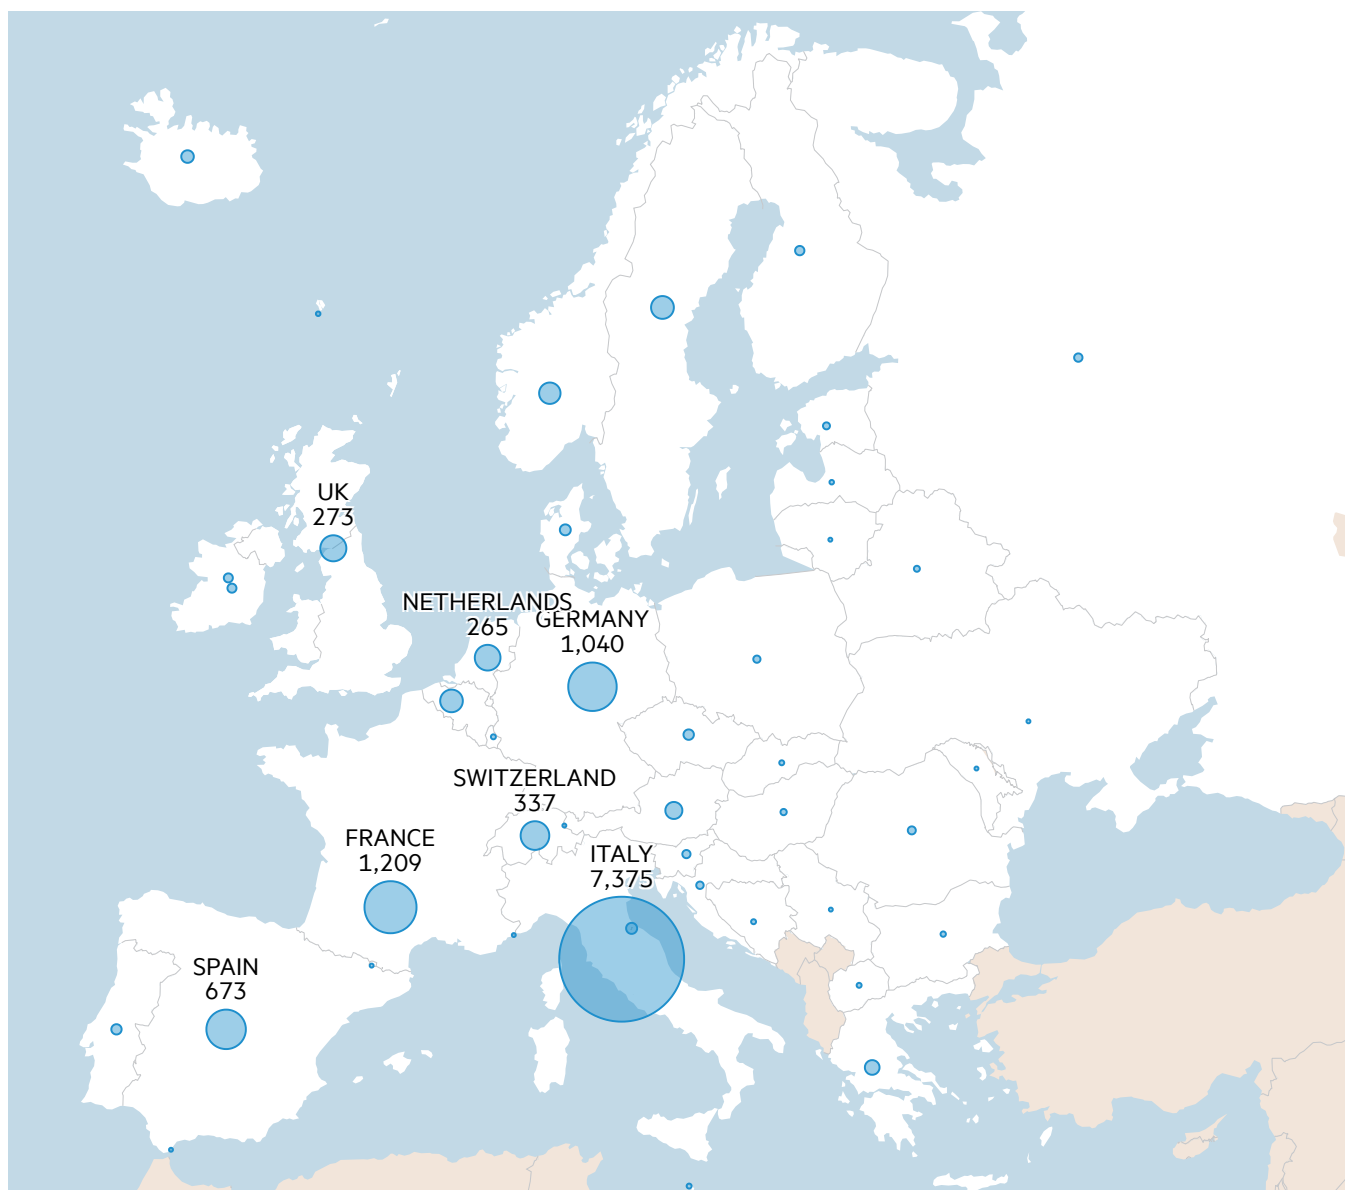 UK
273
NETHERLANDS
265
GERMANY
1,040
SWITZERLAND
337
FRANCE
1,209
ITALY
7,375
SPAIN
673